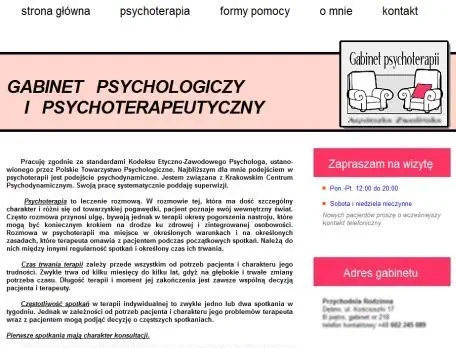 strona główna psychoterapia formy pomocy o mnie kontakt
Gabinet psychoterapii
GABINET PSYCHOLOGICZY
I PSYCHOTERAPEUTYCZNY
Pracuję zgodnie ze standardami Kodeksu Etyczno-Zawodowego Psychologa, ustano-
wionego przez Polskie Towarzystwo Psychologiczne. Najbliższym dla mnie podejściem w
psychoterapii jest podejście psychodynamiczne. Jestem związana z Krakowskim Centrum
Psychodynamicznym. Swoją pracę systematycznie poddaję superwizji.
Psychoterapia to leczenie rozmową. W rozmowie tej, która ma dość szczególny
charakter i różni się od towarzyskiej pogawędki, pacjent poznaje swój wewnętrzny świat.
Często rozmowa przynosi ulgę, bywają jednak w terapii okresy pogorszenia nastroju, które
mogą być koniecznym krokiem na drodze ku zdrowej i zintegrowanej osobowości.
Rozmowa w psychoterapii ma miejsce w określonych warunkach i na określonych
zasadach, które terapeuta omawia z pacjentem podczas początkowych spotkań. Należą do
nich między innymi regularność spotkań i określony czas ich trwania.
Czas trwania terapii zależy przede wszystkim od potrzeb pacjenta i charakteru jego
trudności. Zwykle trwa od kilku miesięcy do kilku lat, gdyż na głębokie i trwałe zmiany
potrzeba czasu. Długość terapii i moment jej zakończenia jest zawsze wspólną decyzją
pacjenta i terapeuty.
Częstotliwość spotkań w terapii indywidualnej to zwykle jedno lub dwa spotkania w
tygodniu. Jednak w zależności od potrzeb pacjenta i charakteru jego problemów terapeuta
wraz z pacjentem mogą podjąć decyzję o częstszych spotkaniach.
Pierwsze spotkania mają charakter konsultacji.
Zapraszam na wizytę
Pon.-Pt. 12:00 do 20:00
Sobota i niedziela nieczynne
Nowych pacjentów proszę o wcześniejszy
kontakt telefoniczny
Adres gabinetu
Przychodnia Rodzinna
Dębno, ul. Kościuszki 17
II piętro, gabinet nr 218
telefon kontaktowy +48 602 245 089